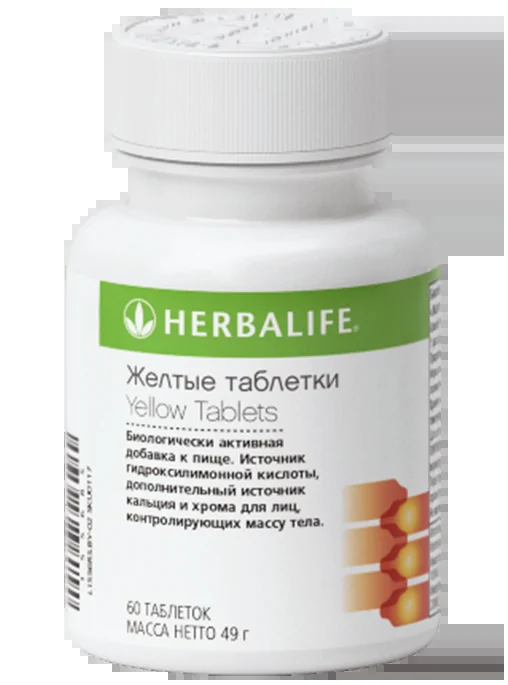 HERBALIFE
Желтые таблетки
Yellow Tablets
Биологически активная
добавка к пище. Источник
гидроксилимонной кислоты,
дополнительный источник
кальция и хрома для лиц,
контролирующих массу тела.
60 ТАБЛЕТОК
МАССА НЕТТО 49 г